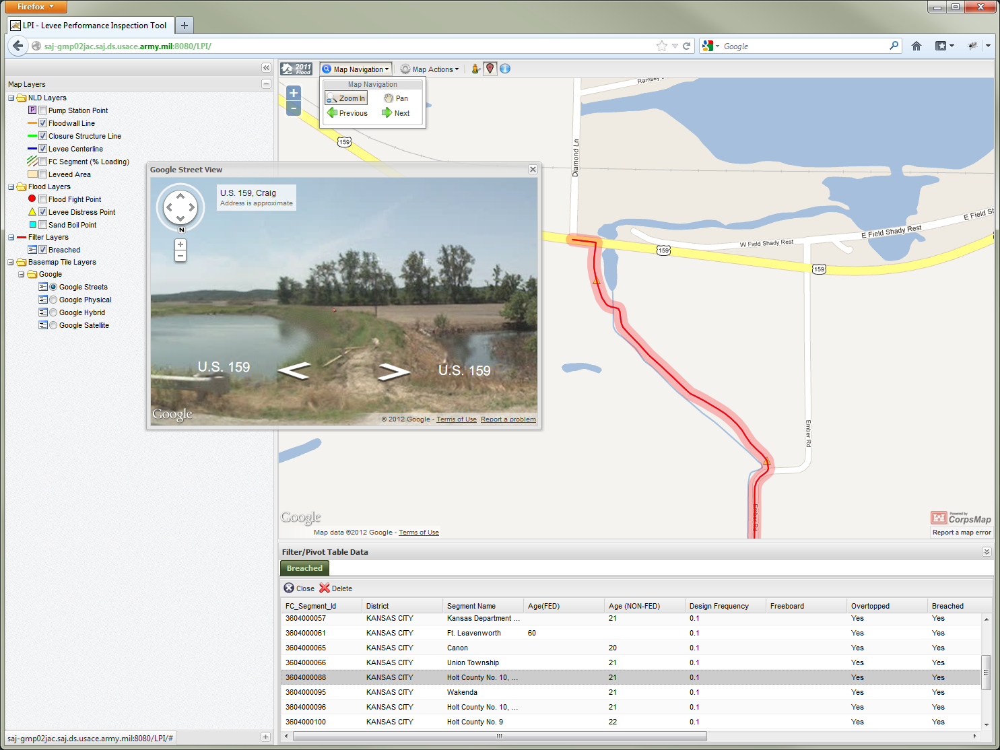 Firefox
LPI - Levee Performance Inspection Tool
saj-gmp02jac.saj.ds.usace.army.mil:8080/LPI/
Google
2011 Flood
Map Navigation
Map Actions
Map Layers
NLD Layers
Pump Station Point
Floodwall Line
Closure Structure Line
Levee Centerline
FC Segment (% Loading)
Leveed Area
Flood Layers
Flood Fight Point
Levee Distress Point
Sand Boil Point
Filter Layers
Breached
Basemap Tile Layers
Google
Google Streets
Google Physical
Google Hybrid
Google Satellite
Map Navigation
Zoom In
Pan
Previous
Next
Google Street View
U.S. 159, Craig
Address is approximate
N
U.S. 159
U.S. 159
Google
© 2012 Google - Terms of Use Report a problem
159
Diamond Ln
159
W Field Shady Rest
E Field Shady Rest
E Field Sh
159
Ember Rd
Ember Rd
Google
Map data ©2012 Google - Terms of Use
Powered by
CorpsMap
Report a map error
Filter/Pivot Table Data
Breached
Close Delete
FC_Segment_Id District Segment Name Age(FED) Age (NON-FED) Design Frequency Freeboard Overtopped Breached
3604000057 KANSAS CITY Kansas Department ... 21 0.1 Yes Yes
3604000061 KANSAS CITY Ft. Leavenworth 60 0.1 Yes Yes
3604000065 KANSAS CITY Canon 20 0.1 Yes Yes
3604000066 KANSAS CITY Union Township 21 0.1 Yes Yes
3604000088 KANSAS CITY Holt County No. 10, ... 21 0.1 Yes Yes
3604000095 KANSAS CITY Wakenda 21 0.1 Yes Yes
3604000096 KANSAS CITY Holt County No. 10, ... 21 0.1 Yes Yes
3604000100 KANSAS CITY Holt County No. 9 22 0.1 Yes Yes
saj-gmp02jac.saj.ds.usace.army.mil:8080/LPI/#